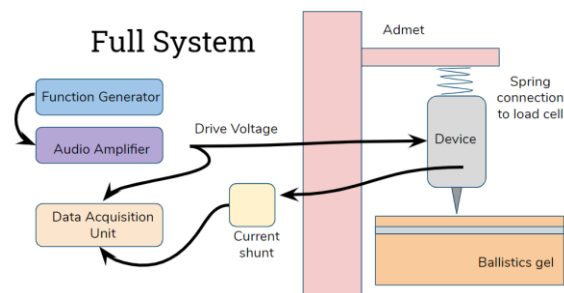 Full System
Admet
Function Generator
Spring
connection
to load cell
Audio Amplifier
Drive Voltage
Device
Data Acquisition
Unit
Current
shunt
Ballistics gel